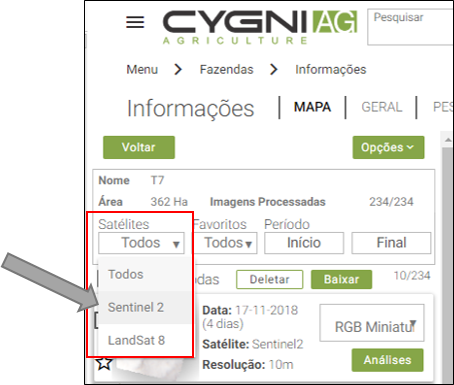 CYGNI AG
AGRICULTURE
Pesquisar
Menu > Fazendas > Informações
Informações MAPA GERAL PES
Voltar Opções
Nome T7
Área 362 Ha Imagens Processadas 234/234
Satélites Favoritos Período
Todos Todos Início Final
Todos odas Deletar Baixar 10/234
Sentinel 2
LandSat 8
Data: 17-11-2018
(4 dias)
Satélite: Sentinel2
Resolução: 10m
RGB Miniatu
Análises